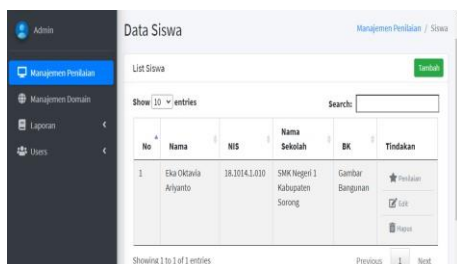 Admin
Data Siswa
Manajemen Penilaian / Siswa
Manajemen Penilaian
List Siswa
Tambah
Manajemen Domain
Show 10 entries
Search:
Laporan
Users
No
Nama
NIS
Nama Sekolah
BK
Tindakan
1
Eka Oktavia Ariyanto
18.1014.1.010
SMK Negeri 1 Kabupaten Sorong
Gambar Bangunan
Penilaian
Edit
Hapus
Showing 1 to 1 of 1 entries
Previous 1 Next